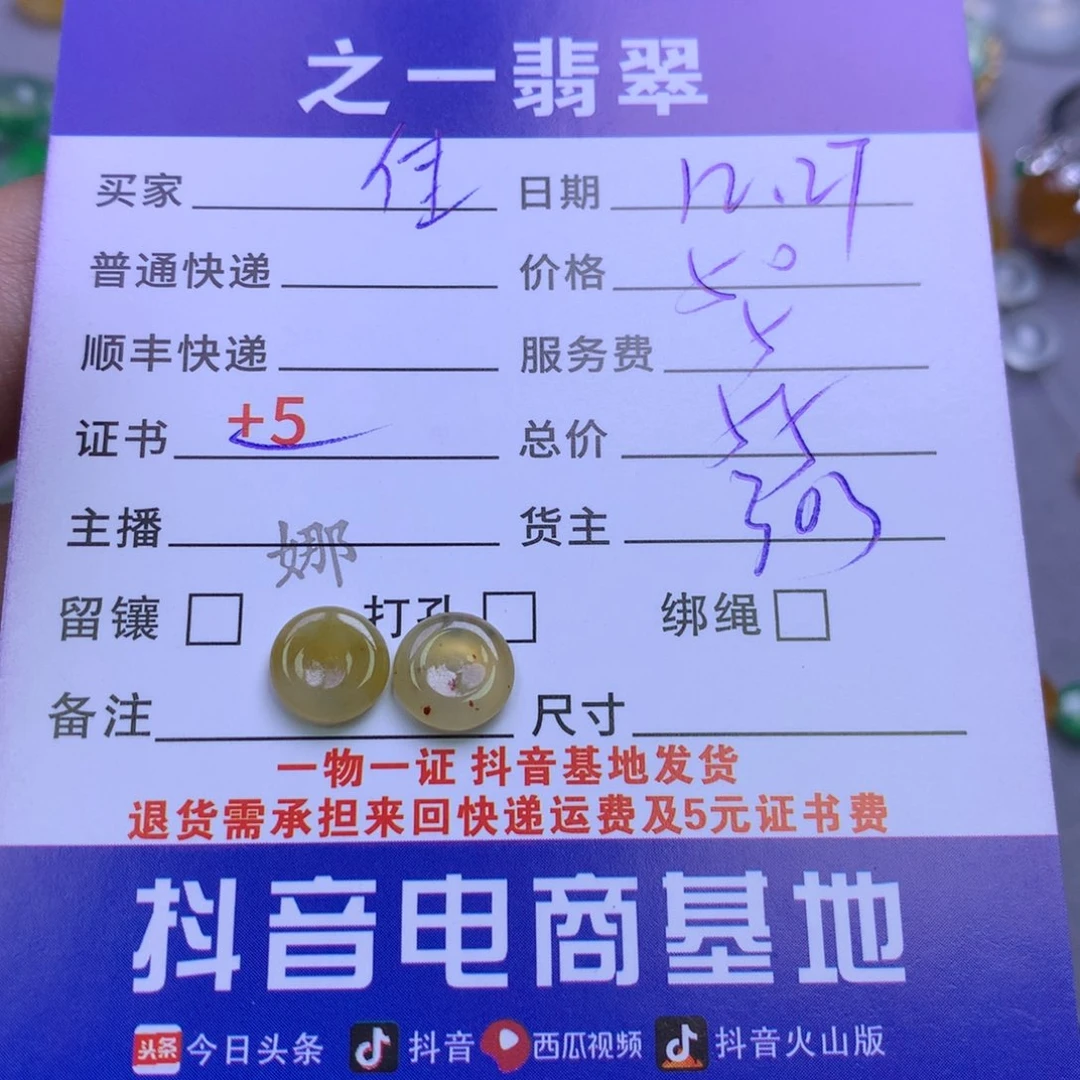 之一翡翠
买家 佳 日期 12.27
普通快递 价格 50
顺丰快递 服务费 5
证书 +5 总价 55
主播 娜 货主 303
留镶 打孔 绑绳
备注 尺寸
一物一证 抖音基地发货
退货需承担来回快递运费及5元证书费
抖音电商基地
头条 今日头条 抖音 西瓜视频 抖音火山版